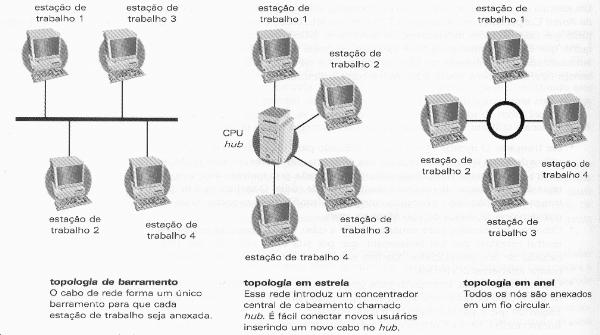 estação de
trabalho 1
estação de
trabalho 3
estação de
trabalho 2
estação de
trabalho 4
topologia de barramento
O cabo de rede forma um único
barramento para que cada
estação de trabalho seja anexada.
estação de
trabalho 1
estação de
trabalho 2
CPU
hub
estação de
trabalho 3
estação de trabalho 4
topologia em estrela
Essa rede introduz um concentrador
central de cabeamento chamado
hub. É fácil conectar novos usuários
inserindo um novo cabo no hub.
estação de
trabalho 1
estação de
trabalho 2
estação de
trabalho 4
estação de
trabalho 3
topologia em anel
Todos os nós são anexados
em um fio circular.